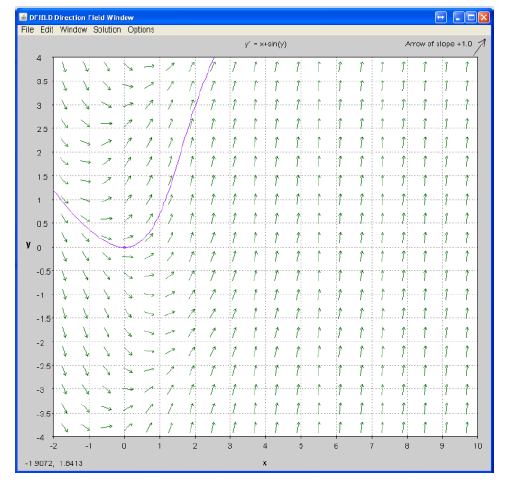 DFIELD Direction Field Window
File Edit Window Solution Options
y' = x+sin(y)
Arrow of slope +1.0
4
3.5
3
2.5
2
1.5
1
0.5
y 0
-0.5
-1
-1.5
-2
-2.5
-3
-3.5
-4
-2 -1 0 1 2 3 4 5 6 7 8 9 10
-1.9072, 1.8413
x